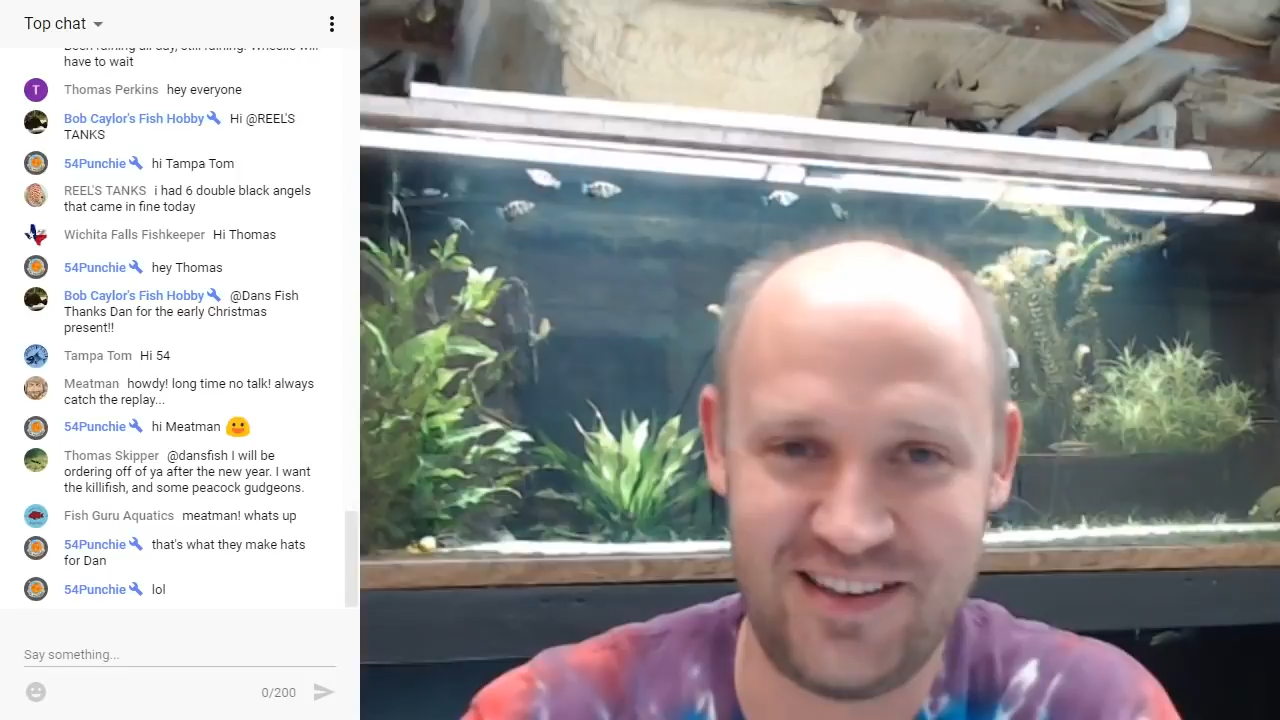 Top chat
have to wait
Thomas Perkins hey everyone
Bob Caylor's Fish Hobby Hi @REEL'S
TANKS
54Punchie hi Tampa Tom
REEL'S TANKS i had 6 double black angels
that came in fine today
Wichita Falls Fishkeeper Hi Thomas
54Punchie hey Thomas
Bob Caylor's Fish Hobby @Dans Fish
Thanks Dan for the early Christmas
present!!
Tampa Tom Hi 54
Meatman howdy! long time no talk! always
catch the replay...
54Punchie hi Meatman
Thomas Skipper @dansfish I will be
ordering off of ya after the new year. I want
the killifish, and some peacock gudgeons.
Fish Guru Aquatics meatman! whats up
54Punchie that's what they make hats
for Dan
54Punchie lol
Say something...
0/200
T